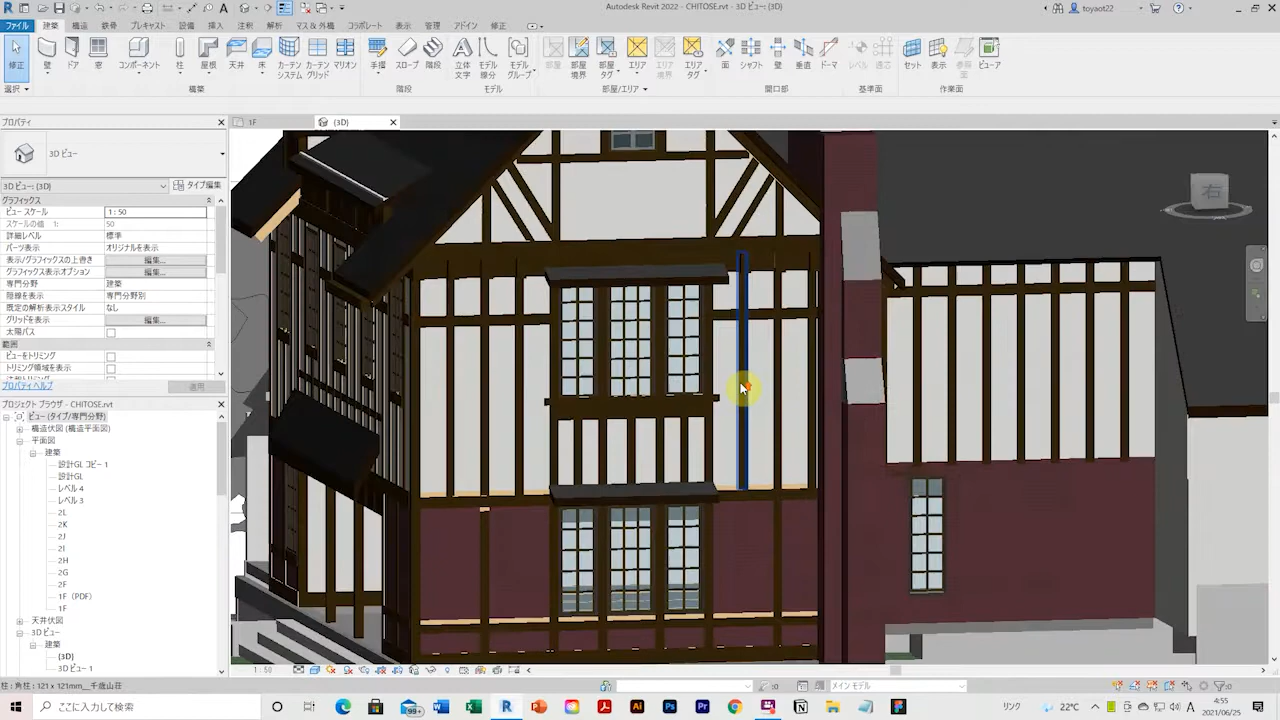 Autodesk Revit 2022 - CHITOSE.rvt - 3D ビュー: {3D}
toyaot22
ファイル 建築 構造 鉄骨 プレキャスト 設備 挿入 注釈 解析 マス & 外構 コラボレート 表示 管理 アドイン 修正
修正 壁 ドア 窓 コンポーネント 柱 屋根 天井 床 カーテン システム カーテン グリッド マリオン 手摺 スロープ 階段 立体 文字 モデル 線分 モデル グループ 部屋 部屋 境界 部屋 タグ エリア エリア 境界 エリア タグ 面 シャフト 壁 垂直 ドーマ レベル 通芯 セット 表示 参照 面 ビューア
選択 構築 階段 モデル 部屋/エリア 開口部 基準面 作業面
プロパティ
1F
{3D}
3D ビュー
3D ビュー: {3D}
タイプ編集
グラフィックス
ビュー スケール 1 : 50
スケールの値 1: 50
詳細レベル 標準
パーツ表示 オリジナルを表示
表示/グラフィックスの上書き 編集...
グラフィックス表示オプション 編集...
専門分野 建築
隠線を表示 専門分野別
既定の解析表示スタイル なし
グリッドを表示 編集...
太陽パス
範囲
ビューをトリミング
トリミング領域を表示
プロパティ ヘルプ
適用
プロジェクト ブラウザ - CHITOSE.rvt
ビュー (タイプ/専門分野)
構造伏図 (構造平面図)
平面図
建築
設計GL コピー 1
設計GL
レベル 4
レベル 3
2L
2K
2J
2I
2H
2G
2F
1F (PDF)
1F
天井伏図
3Dビュー
建築
{3D}
3Dビュー 1
右
1 : 50
柱 : 角柱 : 121 x 121mm__千歳山荘
:0
メイン モデル
:0
ここに入力して検索
99+
リンク
22℃
4:55
2021/06/25